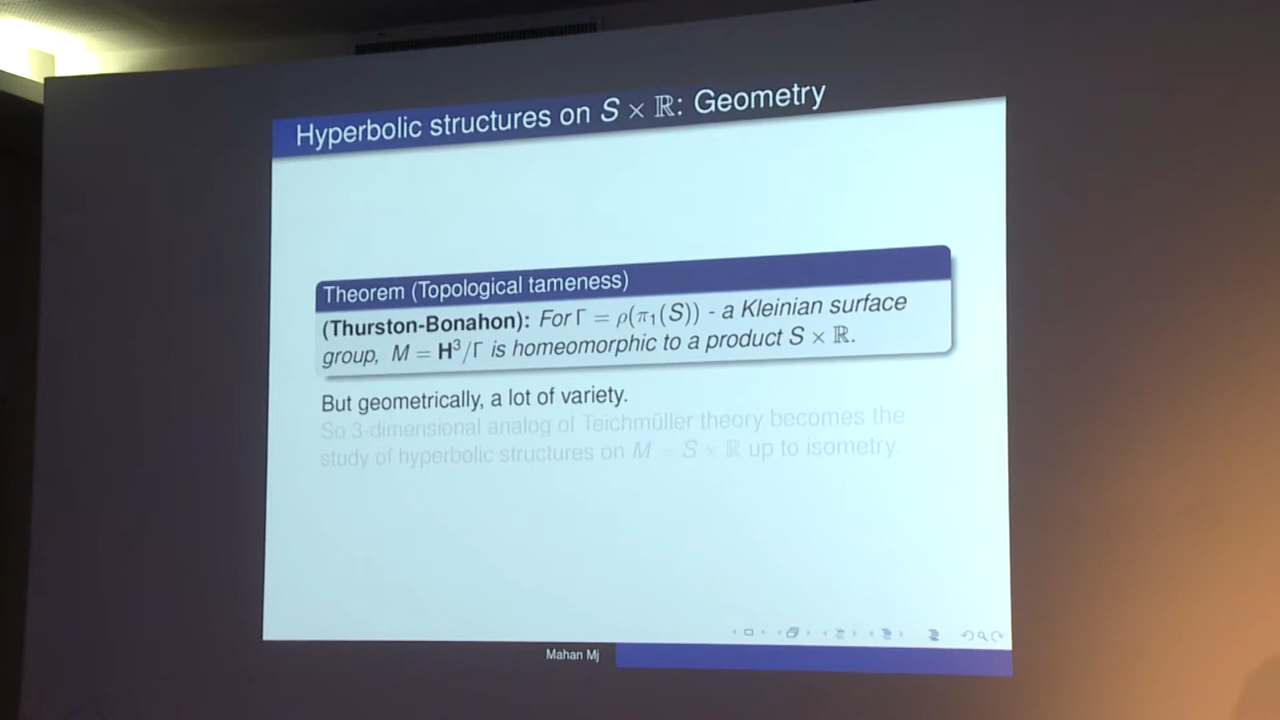 Hyperbolic structures on S × ℝ: Geometry
Theorem (Topological tameness)
(Thurston-Bonahon): For Γ = ρ(π₁(S)) - a Kleinian surface
group, M = H³/Γ is homeomorphic to a product S × ℝ.
But geometrically, a lot of variety.
So 3-dimensional analog of Teichmüller theory becomes the
study of hyperbolic structures on M = S × ℝ up to isometry.
Mahan Mj